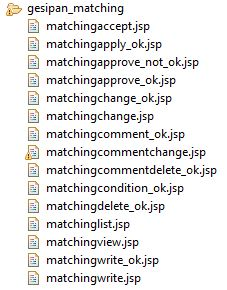 gesipan_matching
matchingaccept.jsp
matchingapply_ok.jsp
matchingapprove_not_ok.jsp
matchingapprove_ok.jsp
matchingchange_ok.jsp
matchingchange.jsp
matchingcomment_ok.jsp
matchingcommentchange.jsp
matchingcommentdelete_ok.jsp
matchingcondition_ok.jsp
matchingdelete_ok.jsp
matchinglist.jsp
matchingview.jsp
matchingwrite_ok.jsp
matchingwrite.jsp